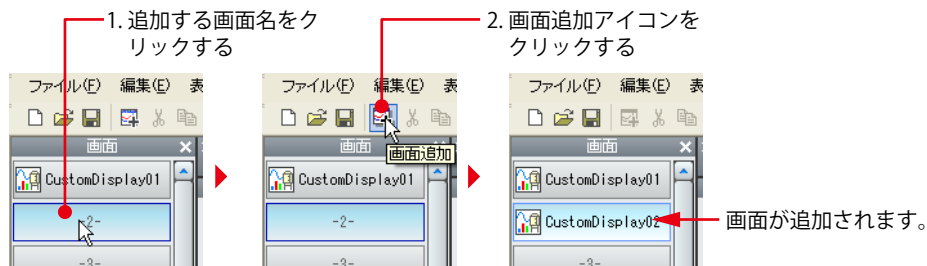 1. 追加する画面名をク
リックする
2. 画面追加アイコンを
クリックする
ファイル(F) 編集(E) 表
画面
CustomDisplay01
-2-
-3-
ファイル(F) 編集(E) 表
画面追加
画面
CustomDisplay01
-2-
-3-
ファイル(F) 編集(E) 表
画面
CustomDisplay01
CustomDisplay02
-3-
画面が追加されます。